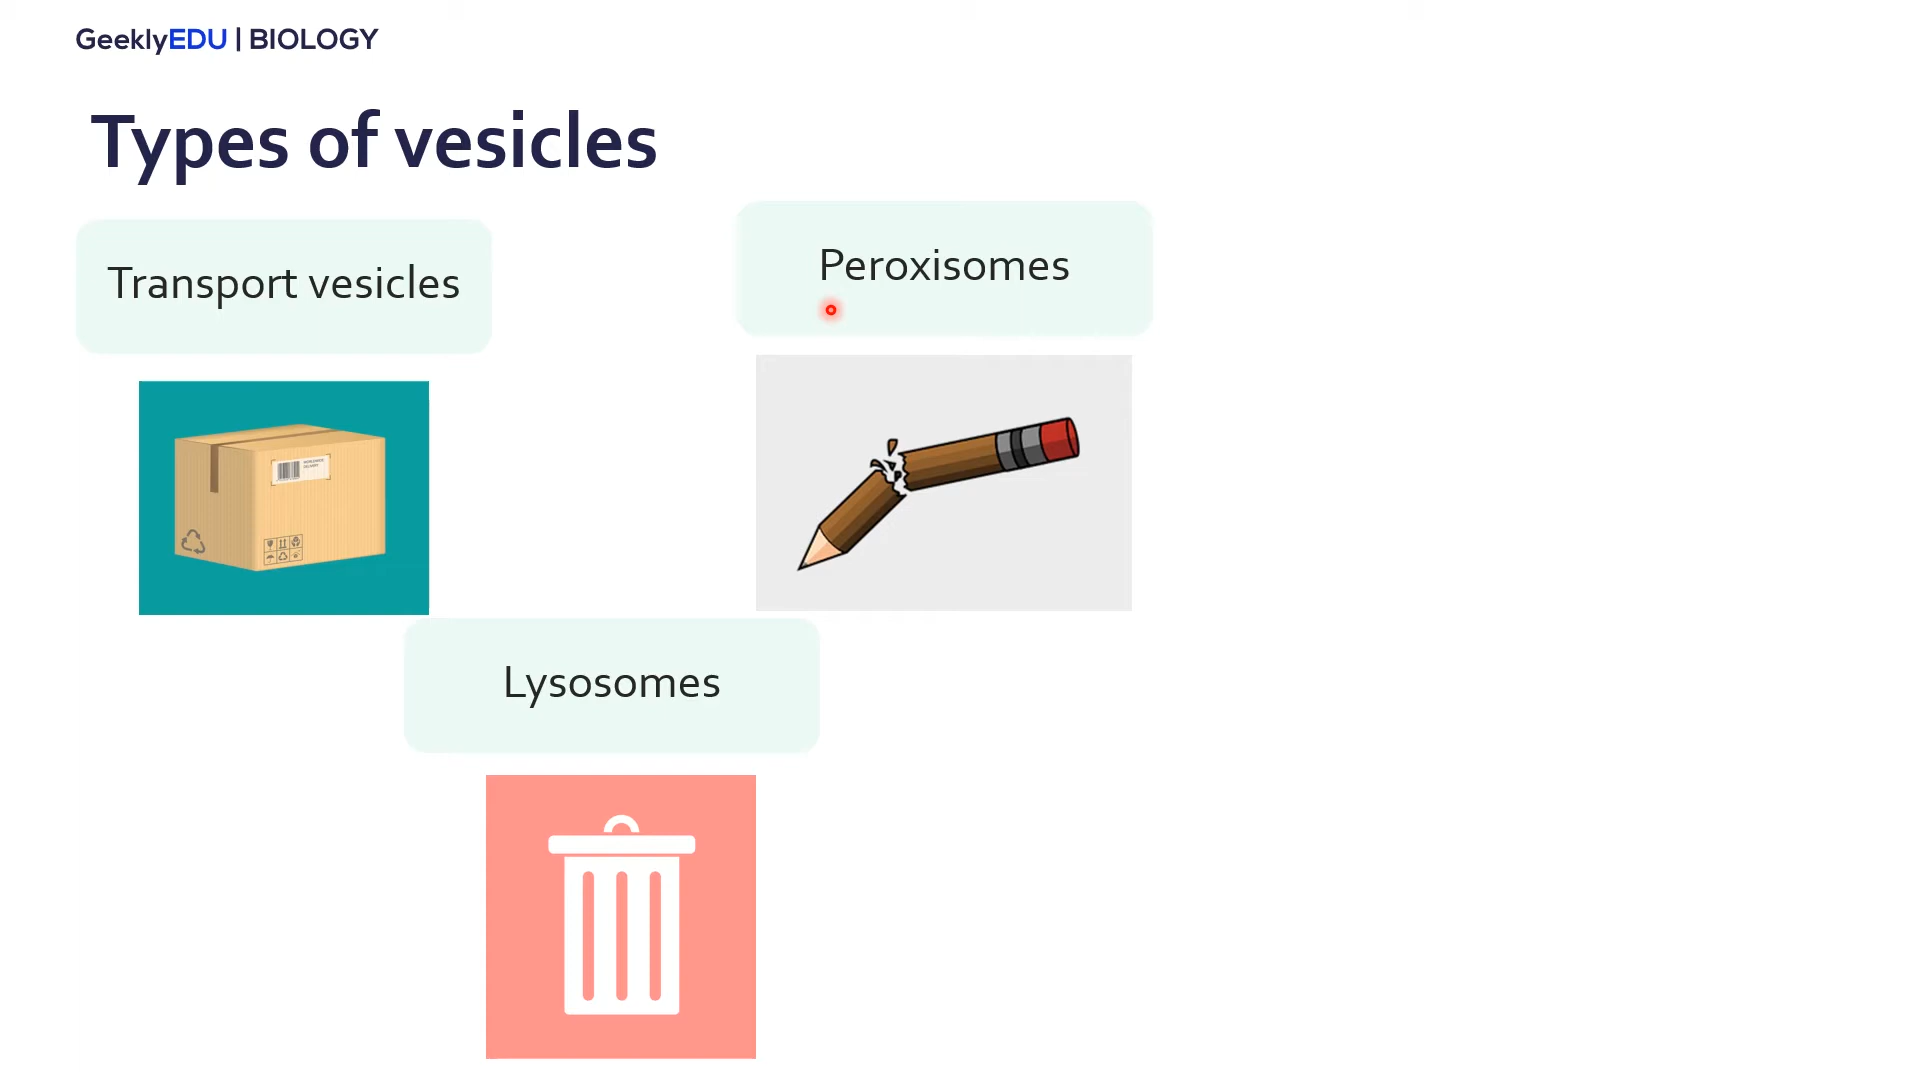 GeeklyEDU | BIOLOGY
Types of vesicles
Transport vesicles
Peroxisomes
Lysosomes